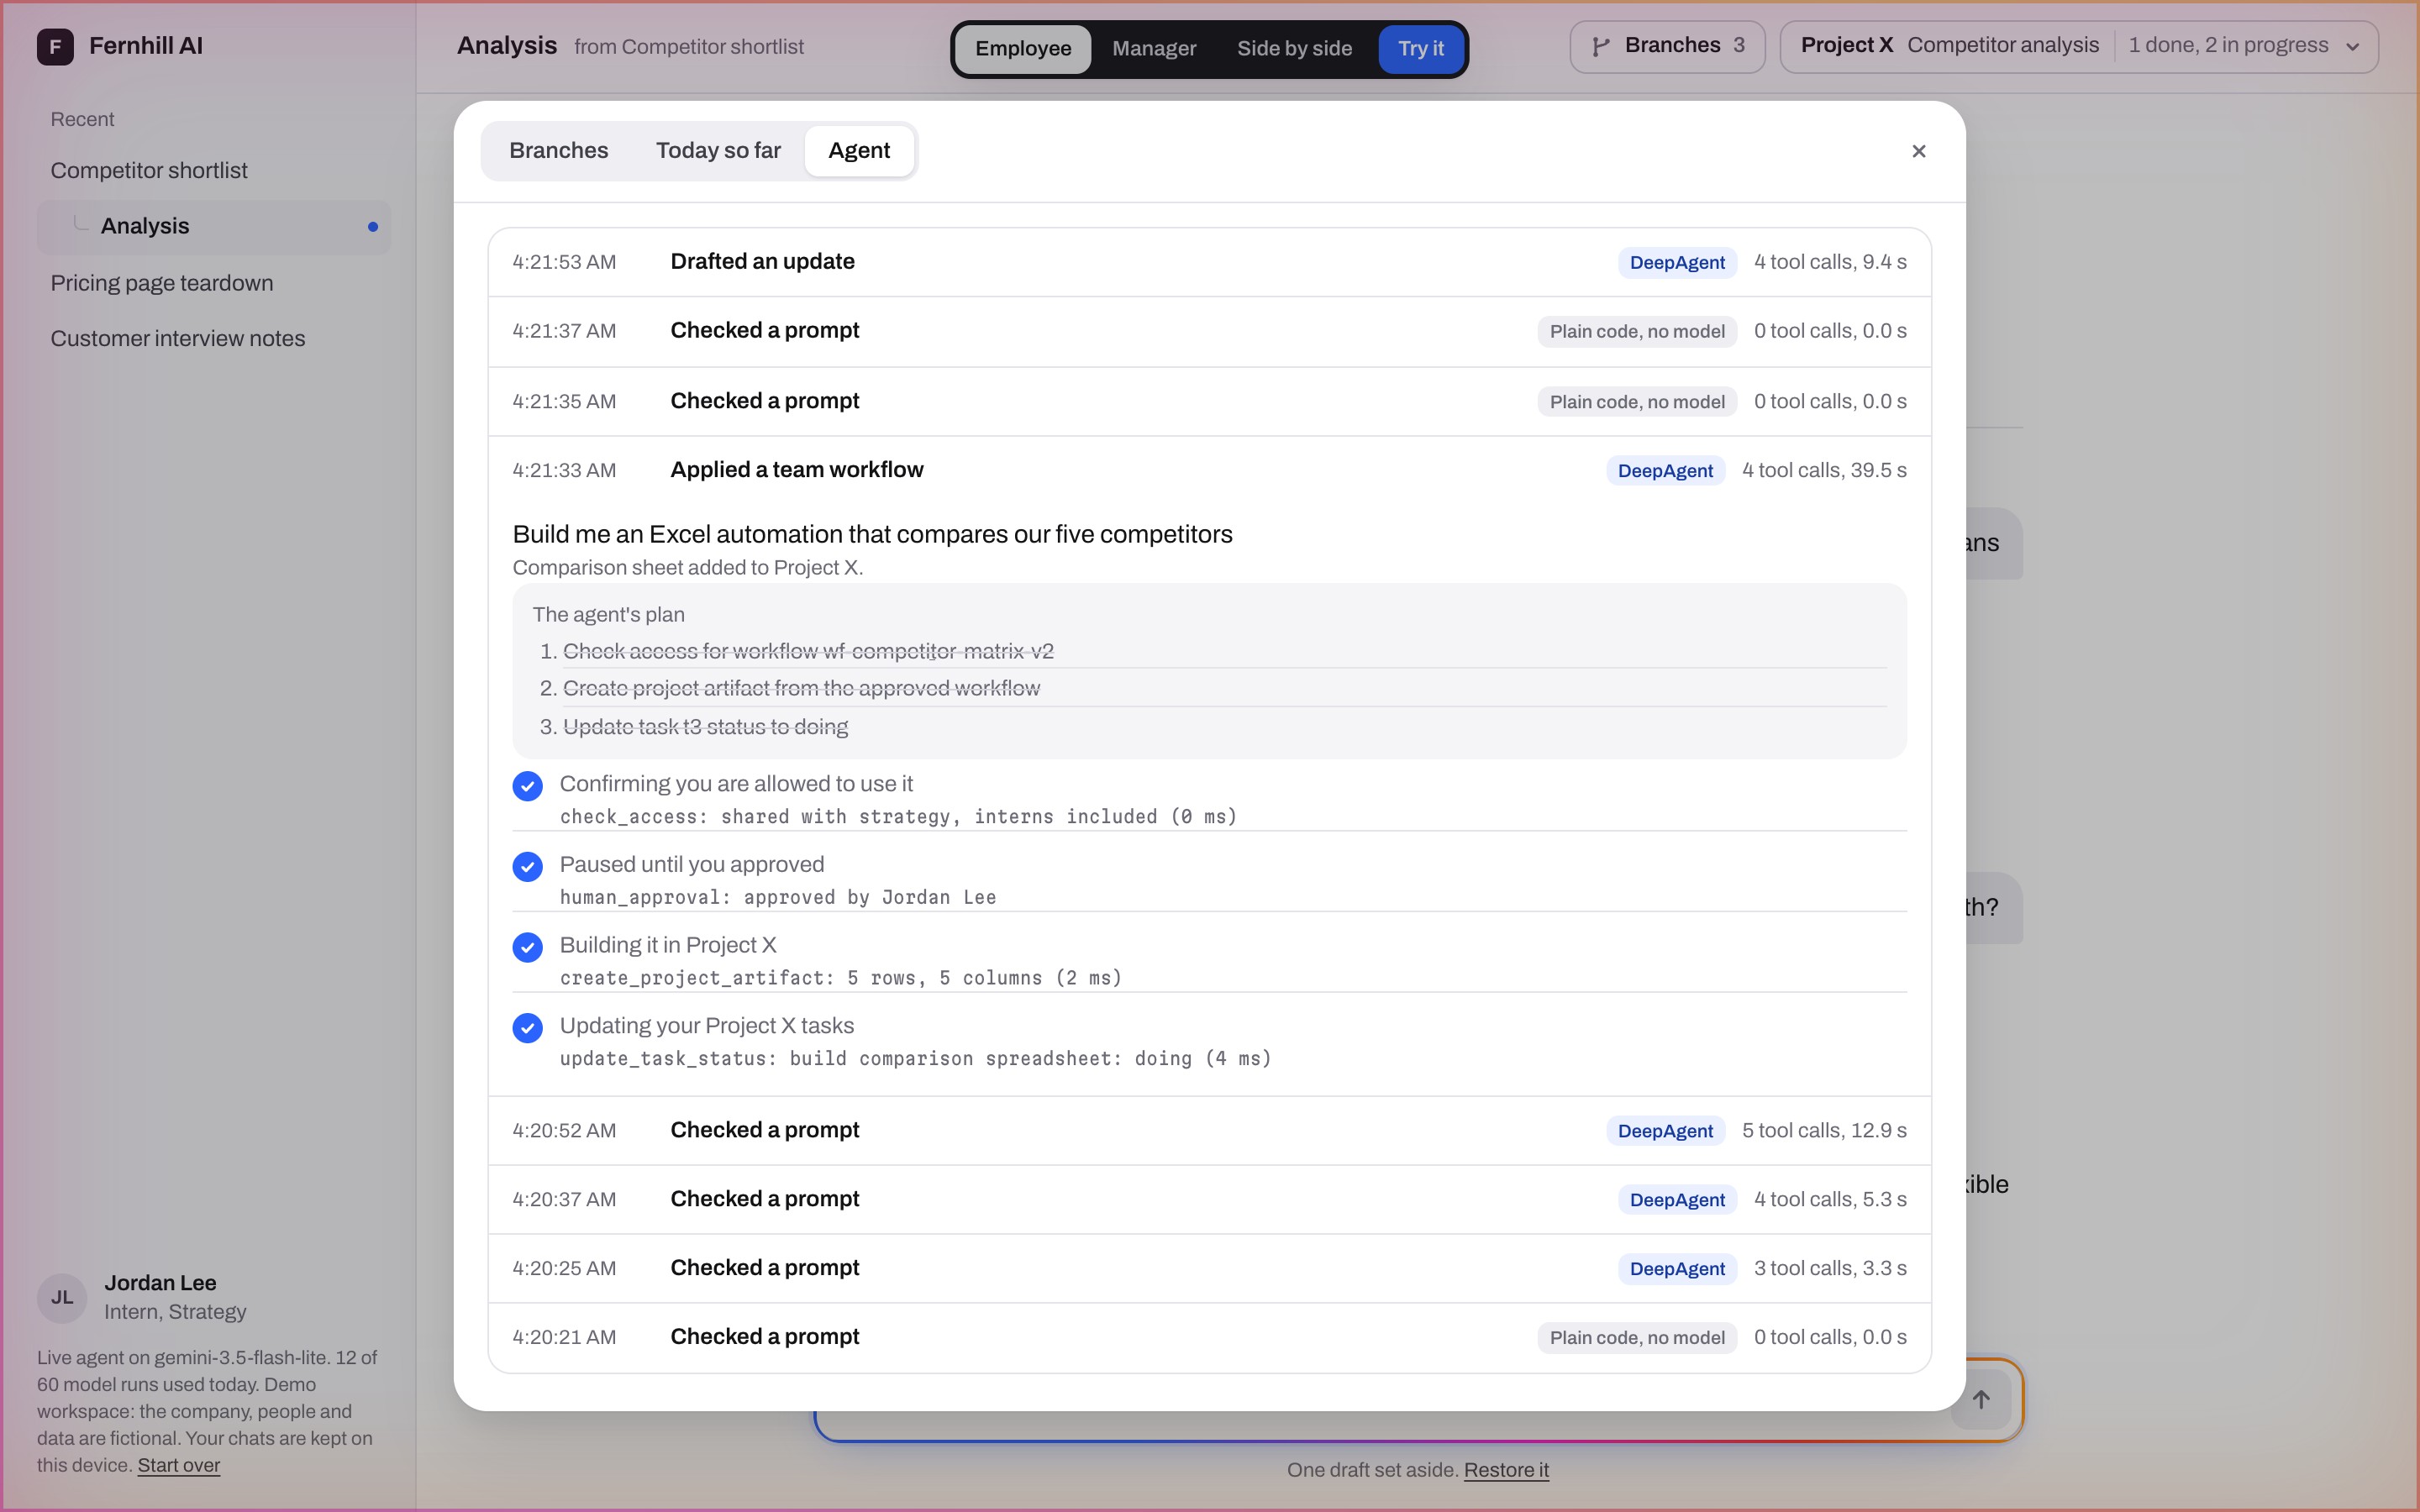 F Fernhill AI
Analysis from Competitor shortlist
Employee Manager Side by side Try it
Branches 3
Project X Competitor analysis 1 done, 2 in progress
Recent
Competitor shortlist
Analysis
Pricing page teardown
Customer interview notes
Branches Today so far Agent
4:21:53 AM Drafted an update DeepAgent 4 tool calls, 9.4 s
4:21:37 AM Checked a prompt Plain code, no model 0 tool calls, 0.0 s
4:21:35 AM Checked a prompt Plain code, no model 0 tool calls, 0.0 s
4:21:33 AM Applied a team workflow DeepAgent 4 tool calls, 39.5 s
Build me an Excel automation that compares our five competitors
Comparison sheet added to Project X.
The agent's plan
1. Check access for workflow wf-competitor-matrix-v2
2. Create project artifact from the approved workflow
3. Update task t3 status to doing
Confirming you are allowed to use it
check_access: shared with strategy, interns included (0 ms)
Paused until you approved
human_approval: approved by Jordan Lee
Building it in Project X
create_project_artifact: 5 rows, 5 columns (2 ms)
Updating your Project X tasks
update_task_status: build comparison spreadsheet: doing (4 ms)
4:20:52 AM Checked a prompt DeepAgent 5 tool calls, 12.9 s
4:20:37 AM Checked a prompt DeepAgent 4 tool calls, 5.3 s
4:20:25 AM Checked a prompt DeepAgent 3 tool calls, 3.3 s
4:20:21 AM Checked a prompt Plain code, no model 0 tool calls, 0.0 s
JL Jordan Lee
Intern, Strategy
Live agent on gemini-3.5-flash-lite. 12 of
60 model runs used today. Demo
workspace: the company, people and
data are fictional. Your chats are kept on
this device. Start over
One draft set aside. Restore it